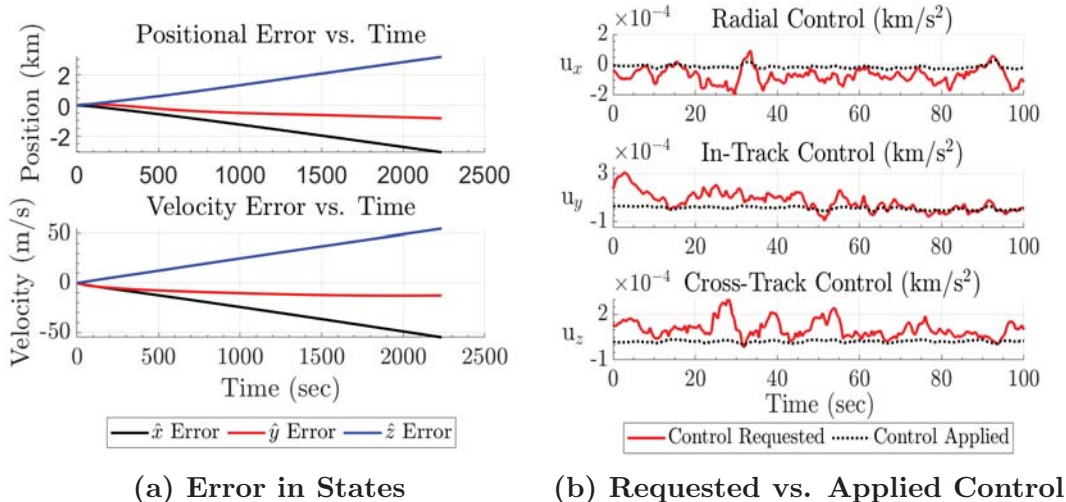 Positional Error vs. Time
Position (km)
2
0
-2
0 500 1000 1500 2000 2500
Velocity Error vs. Time
Velocity (m/s)
50
0
-50
0 500 1000 1500 2000 2500
Time (sec)
x̂ Error ŷ Error ẑ Error
(a) Error in States
×10⁻⁴ Radial Control (km/s²)
2
uₓ 0
-2
0 20 40 60 80 100
×10⁻⁴ In-Track Control (km/s²)
3
u_y
-1
0 20 40 60 80 100
×10⁻⁴ Cross-Track Control (km/s²)
2
u_z
-1
0 20 40 60 80 100
Time (sec)
Control Requested Control Applied
(b) Requested vs. Applied Control